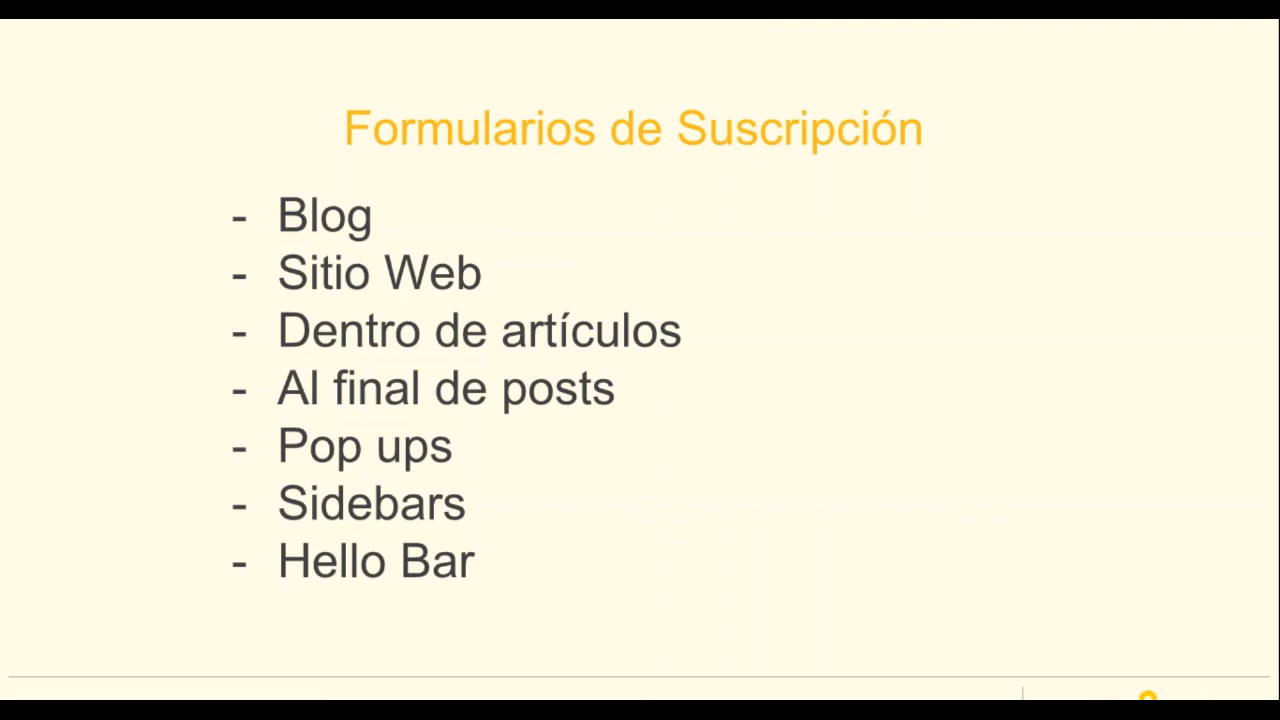 Formularios de Suscripción
- Blog
- Sitio Web
- Dentro de artículos
- Al final de posts
- Pop ups
- Sidebars
- Hello Bar